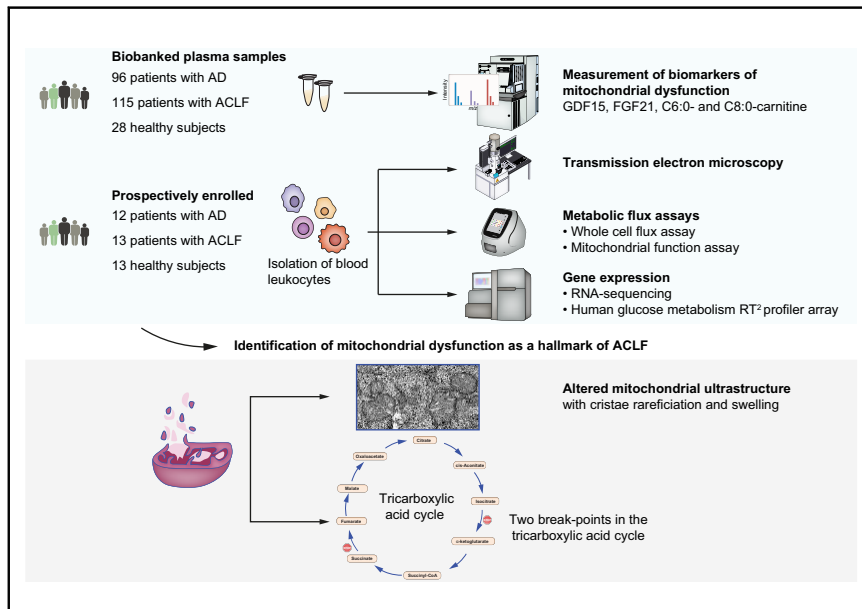 Biobanked plasma samples
96 patients with AD
115 patients with ACLF
28 healthy subjects
Intensity
Measurement of biomarkers of
mitochondrial dysfunction
GDF15, FGF21, C6:0- and C8:0-carnitine
Transmission electron microscopy
Prospectively enrolled
12 patients with AD
13 patients with ACLF
13 healthy subjects
Isolation of blood
leukocytes
Metabolic flux assays
• Whole cell flux assay
• Mitochondrial function assay
Gene expression
• RNA-sequencing
• Human glucose metabolism RT² profiler array
Identification of mitochondrial dysfunction as a hallmark of ACLF
Altered mitochondrial ultrastructure
with cristae rareficiation and swelling
Citrate
Oxaloacetate
cis-Aconitate
Malate
Isocitrate
Tricarboxylic
acid cycle
Fumarate
Two break-points in the
tricarboxylic acid cycle
α-ketoglutarate
Succinate
Succinyl-CoA